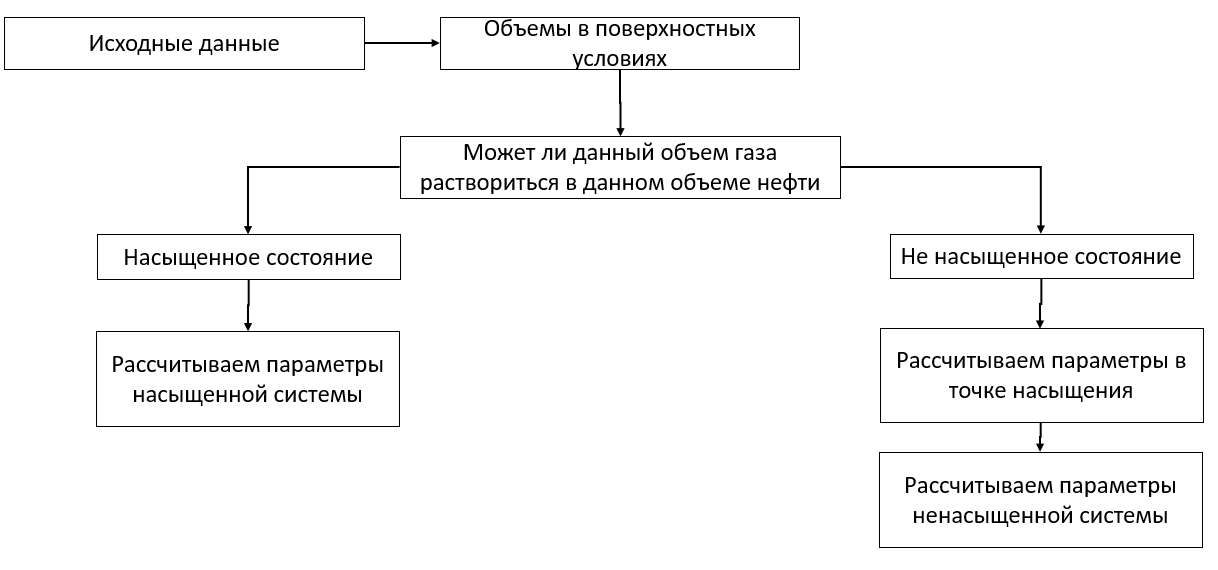 Исходные данные
Объемы в поверхностных
условиях
Может ли данный объем газа
раствориться в данном объеме нефти
Насыщенное состояние
Не насыщенное состояние
Рассчитываем параметры
насыщенной системы
Рассчитываем параметры в
точке насыщения
Рассчитываем параметры
ненасыщенной системы